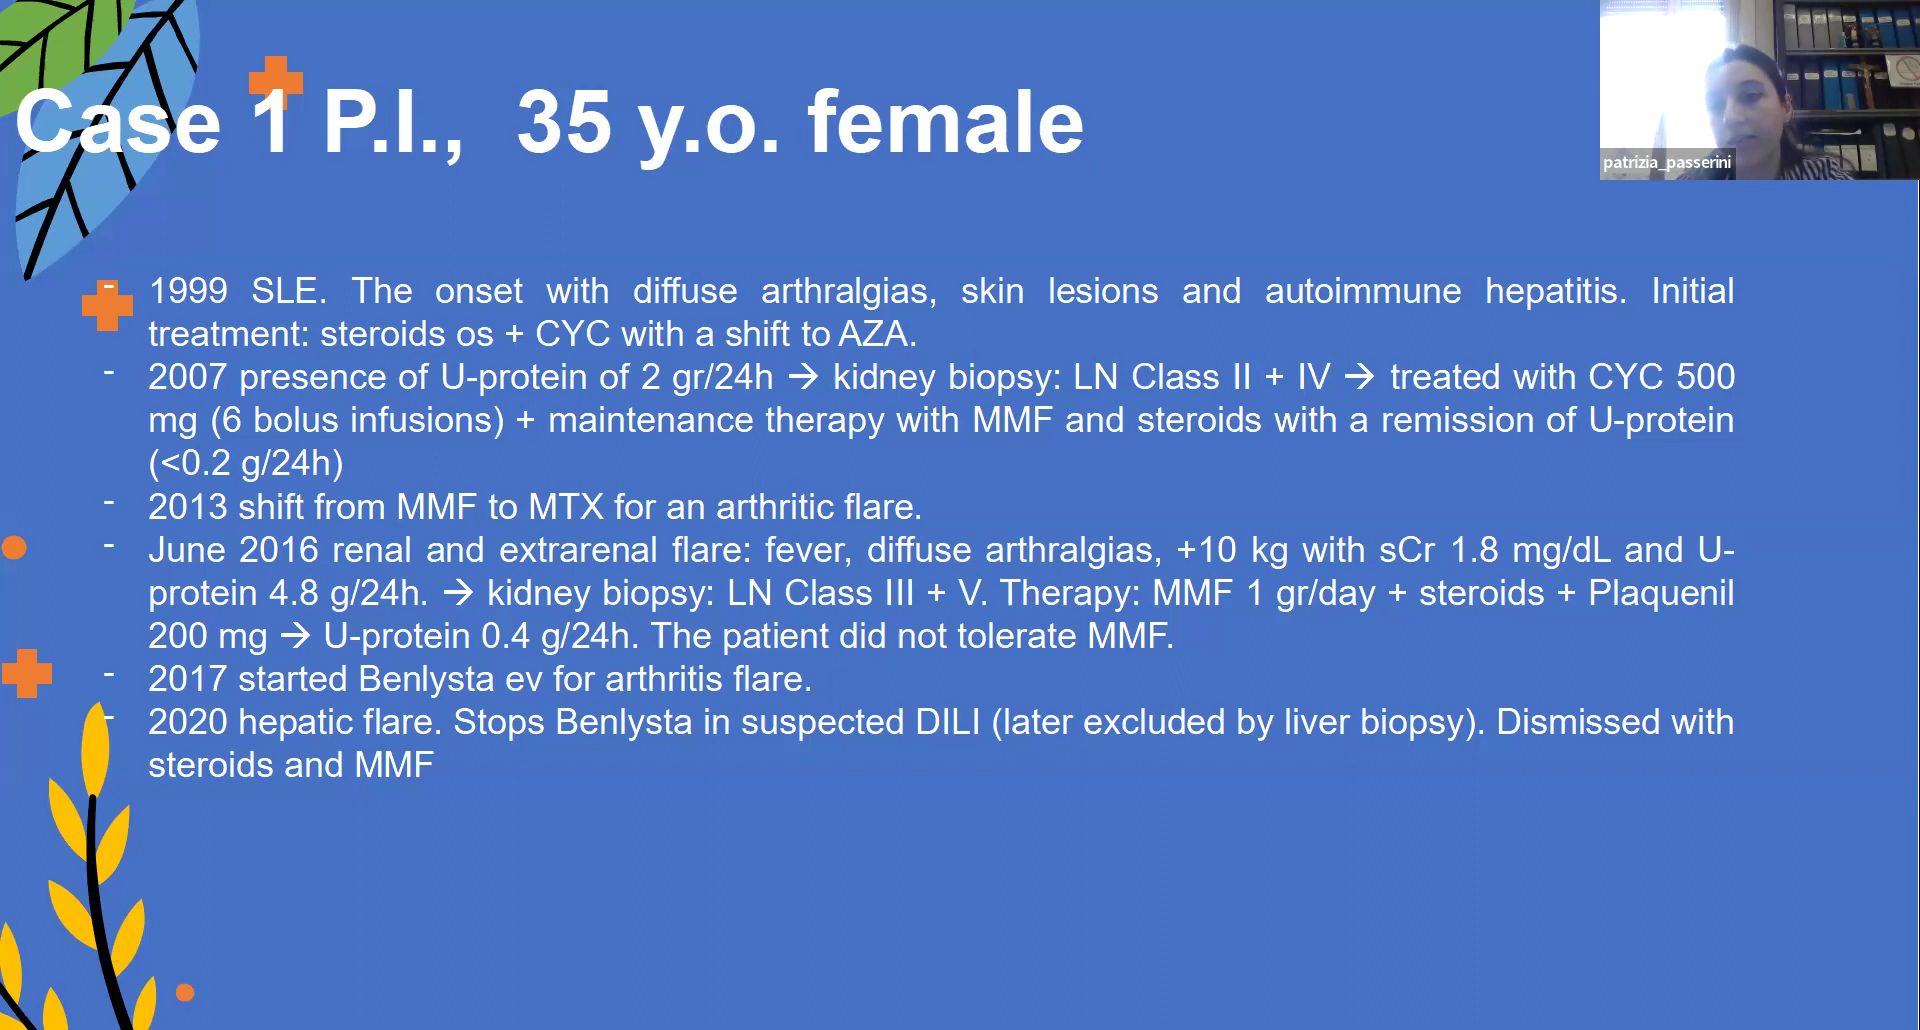 Case 1 P.I., 35 y.o. female
patrizia_passerini
- 1999 SLE. The onset with diffuse arthralgias, skin lesions and autoimmune hepatitis. Initial
treatment: steroids os + CYC with a shift to AZA.
- 2007 presence of U-protein of 2 gr/24h → kidney biopsy: LN Class II + IV → treated with CYC 500
mg (6 bolus infusions) + maintenance therapy with MMF and steroids with a remission of U-protein
(<0.2 g/24h)
- 2013 shift from MMF to MTX for an arthritic flare.
- June 2016 renal and extrarenal flare: fever, diffuse arthralgias, +10 kg with sCr 1.8 mg/dL and U-
protein 4.8 g/24h. → kidney biopsy: LN Class III + V. Therapy: MMF 1 gr/day + steroids + Plaquenil
200 mg → U-protein 0.4 g/24h. The patient did not tolerate MMF.
- 2017 started Benlysta ev for arthritis flare.
- 2020 hepatic flare. Stops Benlysta in suspected DILI (later excluded by liver biopsy). Dismissed with
steroids and MMF